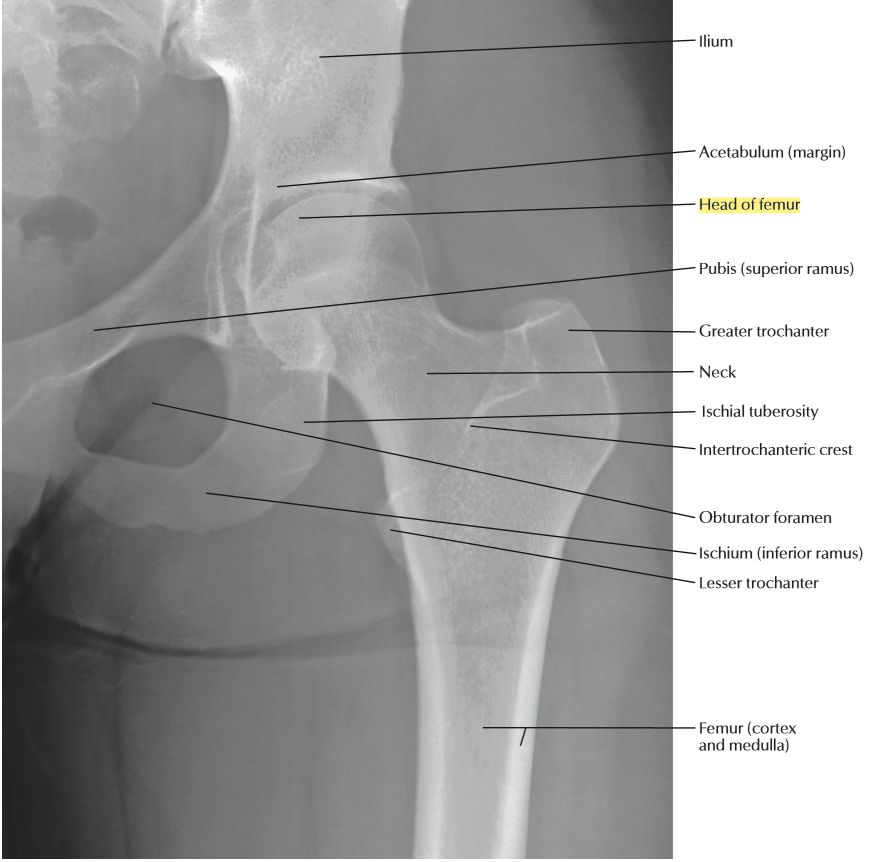 Ilium
Acetabulum (margin)
Head of femur
Pubis (superior ramus)
Greater trochanter
Neck
Ischial tuberosity
Intertrochanteric crest
Obturator foramen
Ischium (inferior ramus)
Lesser trochanter
Femur (cortex
and medulla)